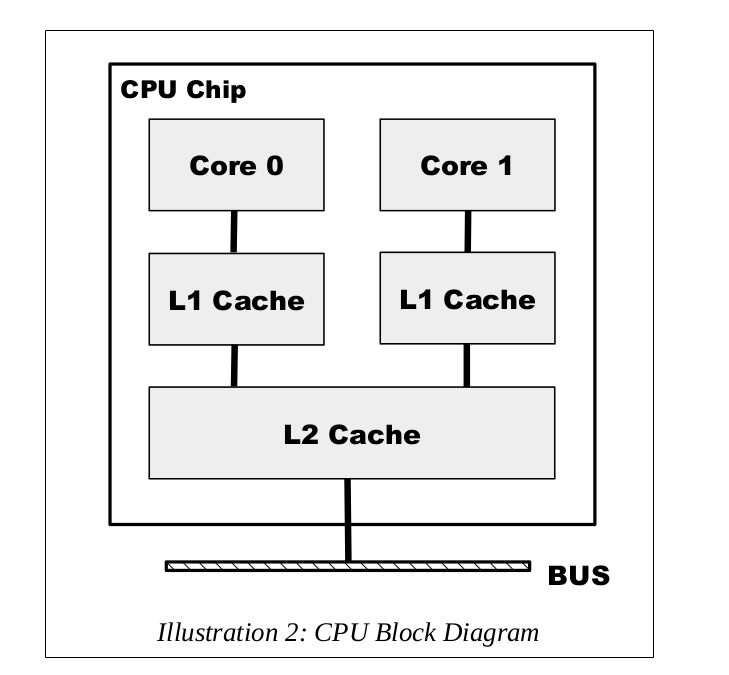 CPU Chip
Core 0
Core 1
L1 Cache
L1 Cache
L2 Cache
BUS
Illustration 2: CPU Block Diagram